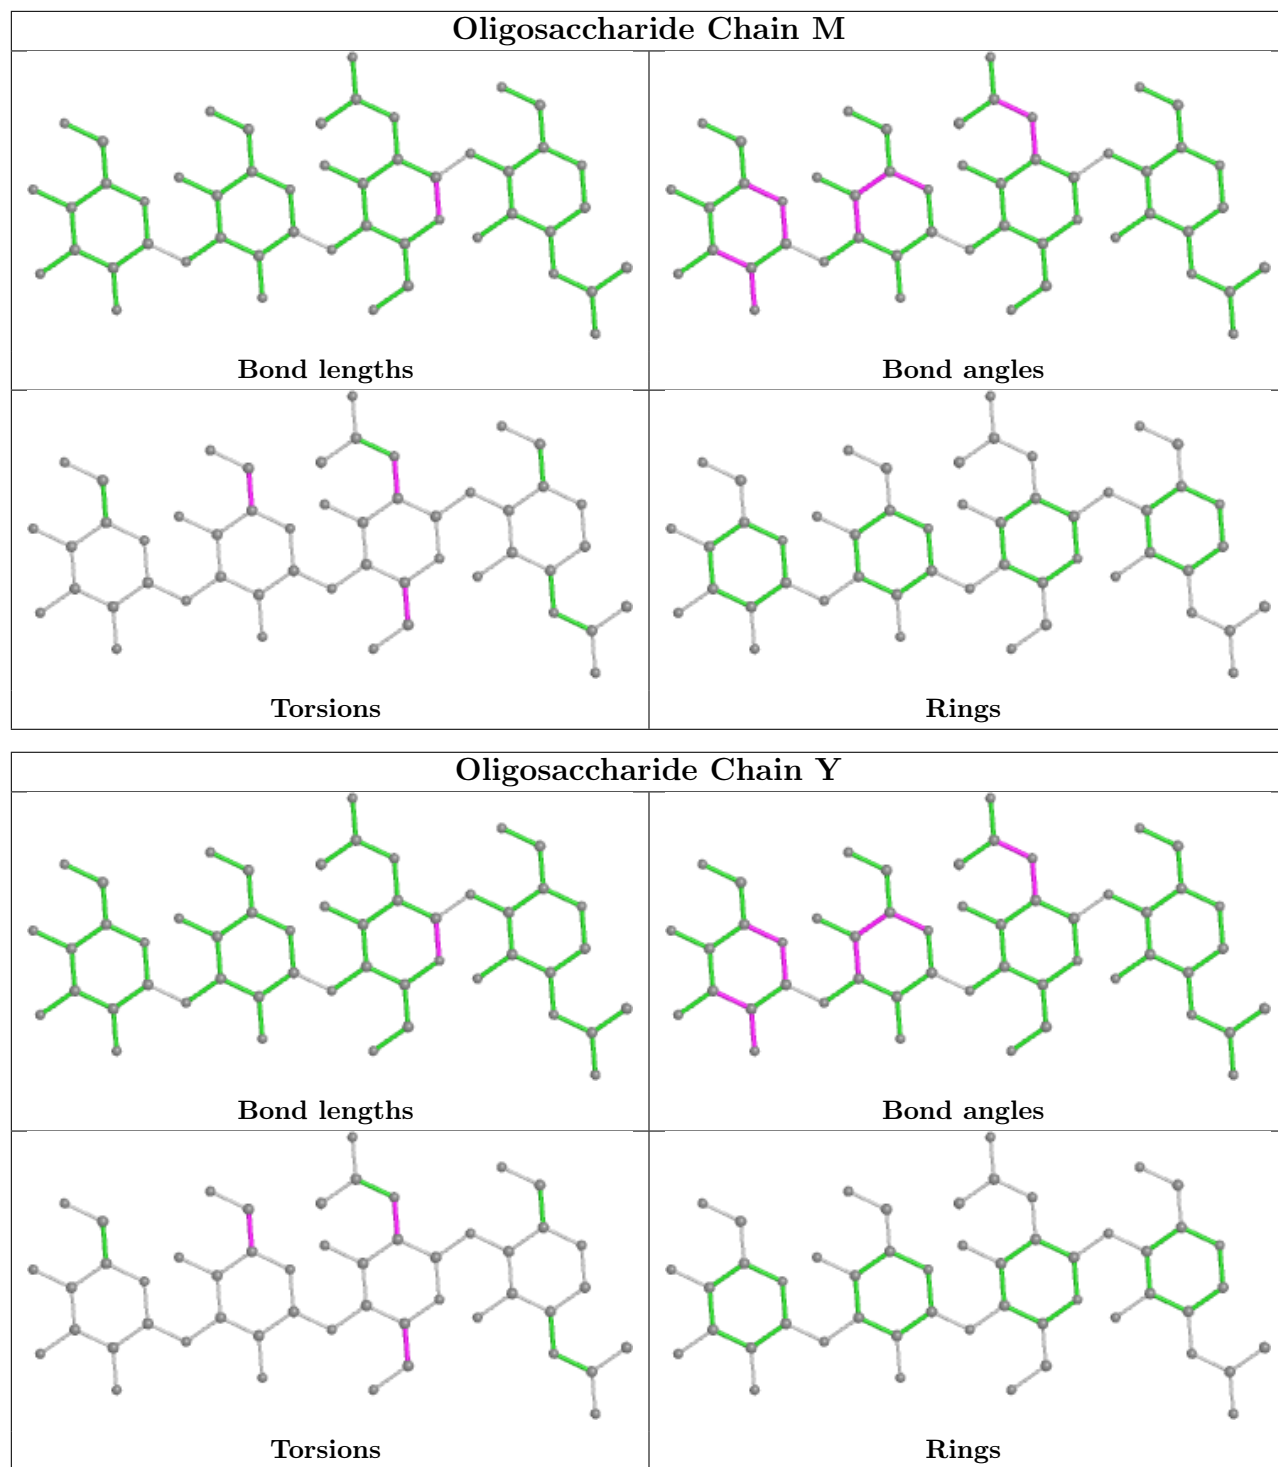 Oligosaccharide Chain M
Bond lengths
Bond angles
Torsions
Rings
Oligosaccharide Chain Y
Bond lengths
Bond angles
Torsions
Rings